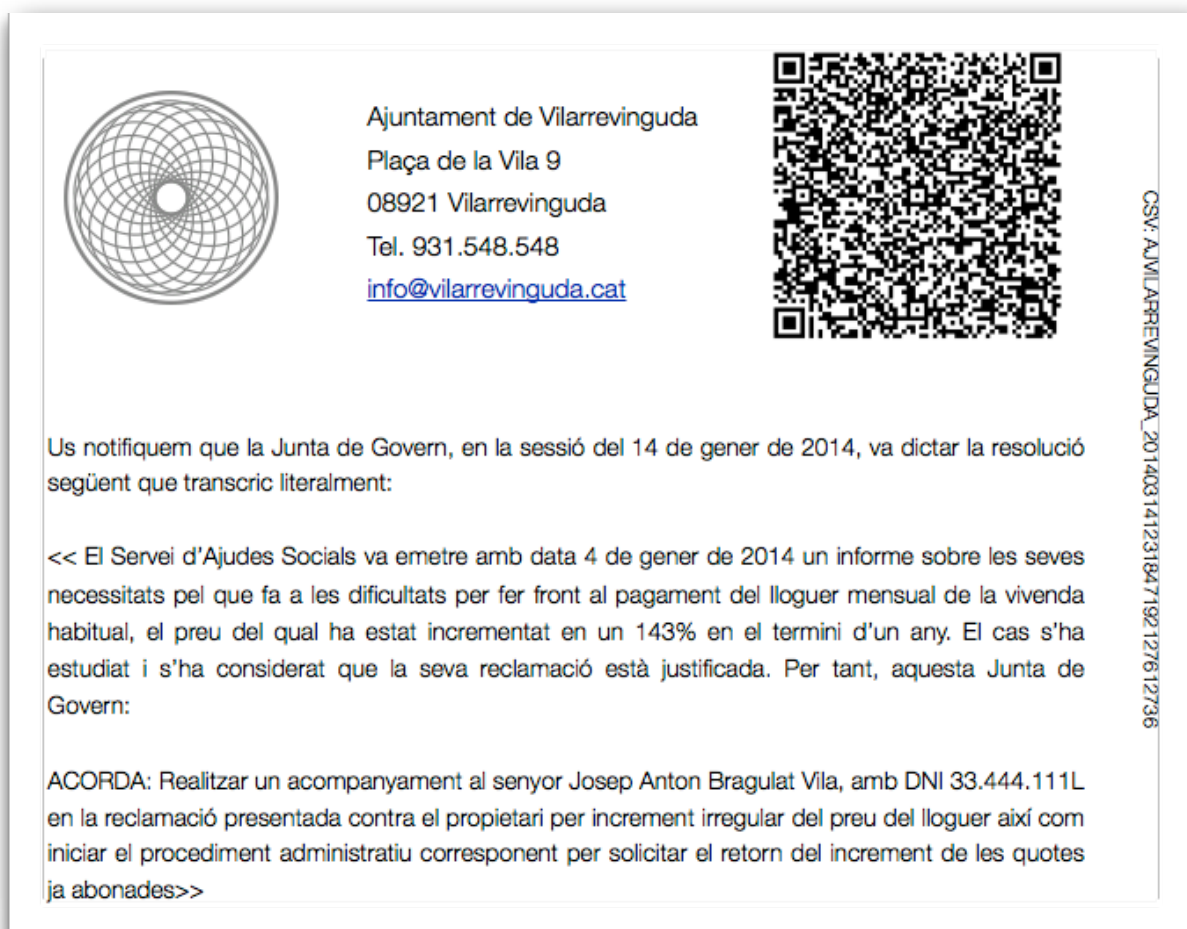 Ajuntament de Vilarrevinguda
Plaça de la Vila 9
08921 Vilarrevinguda
Tel. 931.548.548
info@vilarrevinguda.cat
CSV: AJVILARREVINGUDA_20140314123184719212761​2736
Us notifiquem que la Junta de Govern, en la sessió del 14 de gener de 2014, va dictar la resolució
següent que transcric literalment:
<< El Servei d'Ajudes Socials va emetre amb data 4 de gener de 2014 un informe sobre les seves
necessitats pel que fa a les dificultats per fer front al pagament del lloguer mensual de la vivenda
habitual, el preu del qual ha estat incrementat en un 143% en el termini d'un any. El cas s'ha
estudiat i s'ha considerat que la seva reclamació està justificada. Per tant, aquesta Junta de
Govern:
ACORDA: Realitzar un acompanyament al senyor Josep Anton Bragulat Vila, amb DNI 33.444.111L
en la reclamació presentada contra el propietari per increment irregular del preu del lloguer així com
iniciar el procediment administratiu corresponent per solicitar el retorn del increment de les quotes
ja abonades>>